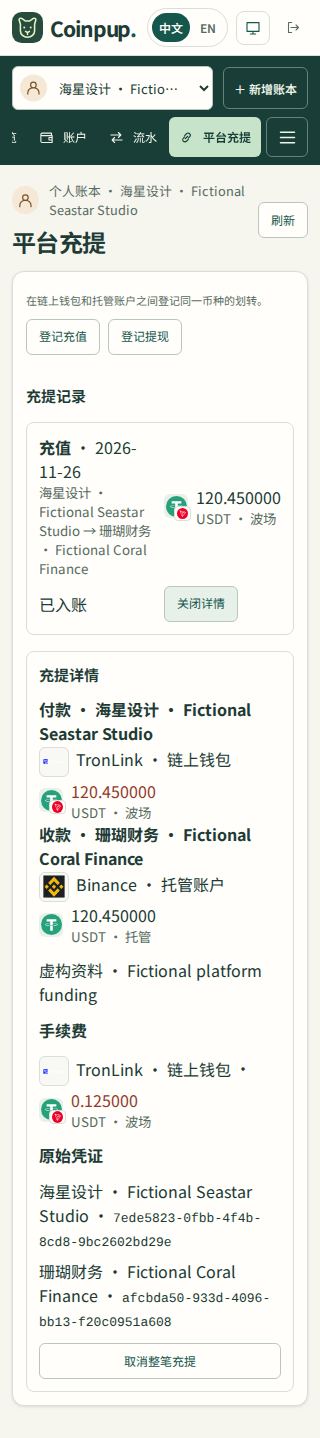 Coinpup.
中文 EN
海星设计 · Fictio···
+ 新增账本
账户
流水
平台充提
个人账本 · 海星设计 · Fictional
Seastar Studio
平台充提
刷新
在链上钱包和托管账户之间登记同一币种的划转。
登记充值
登记提现
充提记录
充值 · 2026-
11-26
海星设计 ·
Fictional Seastar
Studio → 珊瑚财务
· Fictional Coral
Finance
120.450000
USDT · 波场
已入账
关闭详情
充提详情
付款 · 海星设计 · Fictional
Seastar Studio
TronLink · 链上钱包
120.450000
USDT · 波场
收款 · 珊瑚财务 · Fictional
Coral Finance
Binance · 托管账户
120.450000
USDT · 托管
虚构资料 · Fictional platform
funding
手续费
TronLink · 链上钱包 ·
0.125000
USDT · 波场
原始凭证
海星设计 · Fictional Seastar
Studio · 7ede5823-0fbb-4f4b-
8cd8-9bc2602bd29e
珊瑚财务 · Fictional Coral
Finance · afcbda50-933d-4096-
bb13-f20c0951a608
取消整笔充提